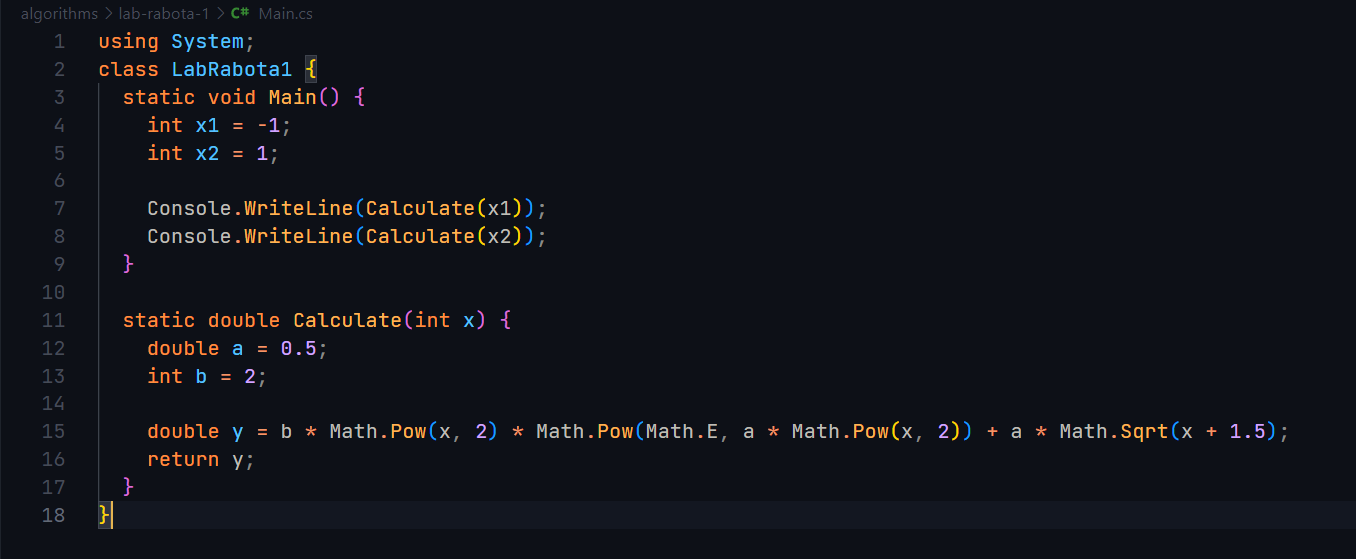 algorithms > lab-rabota-1 > C# Main.cs
1 using System;
2 class LabRabota1 {
3   static void Main() {
4     int x1 = -1;
5     int x2 = 1;
6
7     Console.WriteLine(Calculate(x1));
8     Console.WriteLine(Calculate(x2));
9   }
10
11   static double Calculate(int x) {
12     double a = 0.5;
13     int b = 2;
14
15     double y = b * Math.Pow(x, 2) * Math.Pow(Math.E, a * Math.Pow(x, 2)) + a * Math.Sqrt(x + 1.5);
16     return y;
17   }
18 }